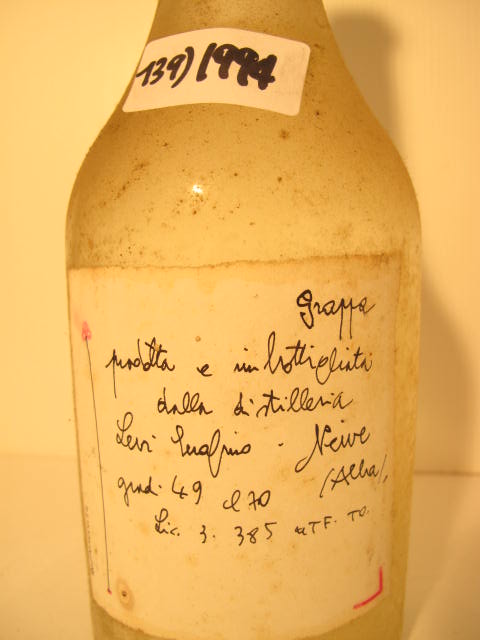 139) 1994
grappa
prodotta e imbottigliata
dalla distilleria
Levi Serafino - Neive
grad. 49 cl 70 (Alba),
Lic. 3. 385 UTF. TO.